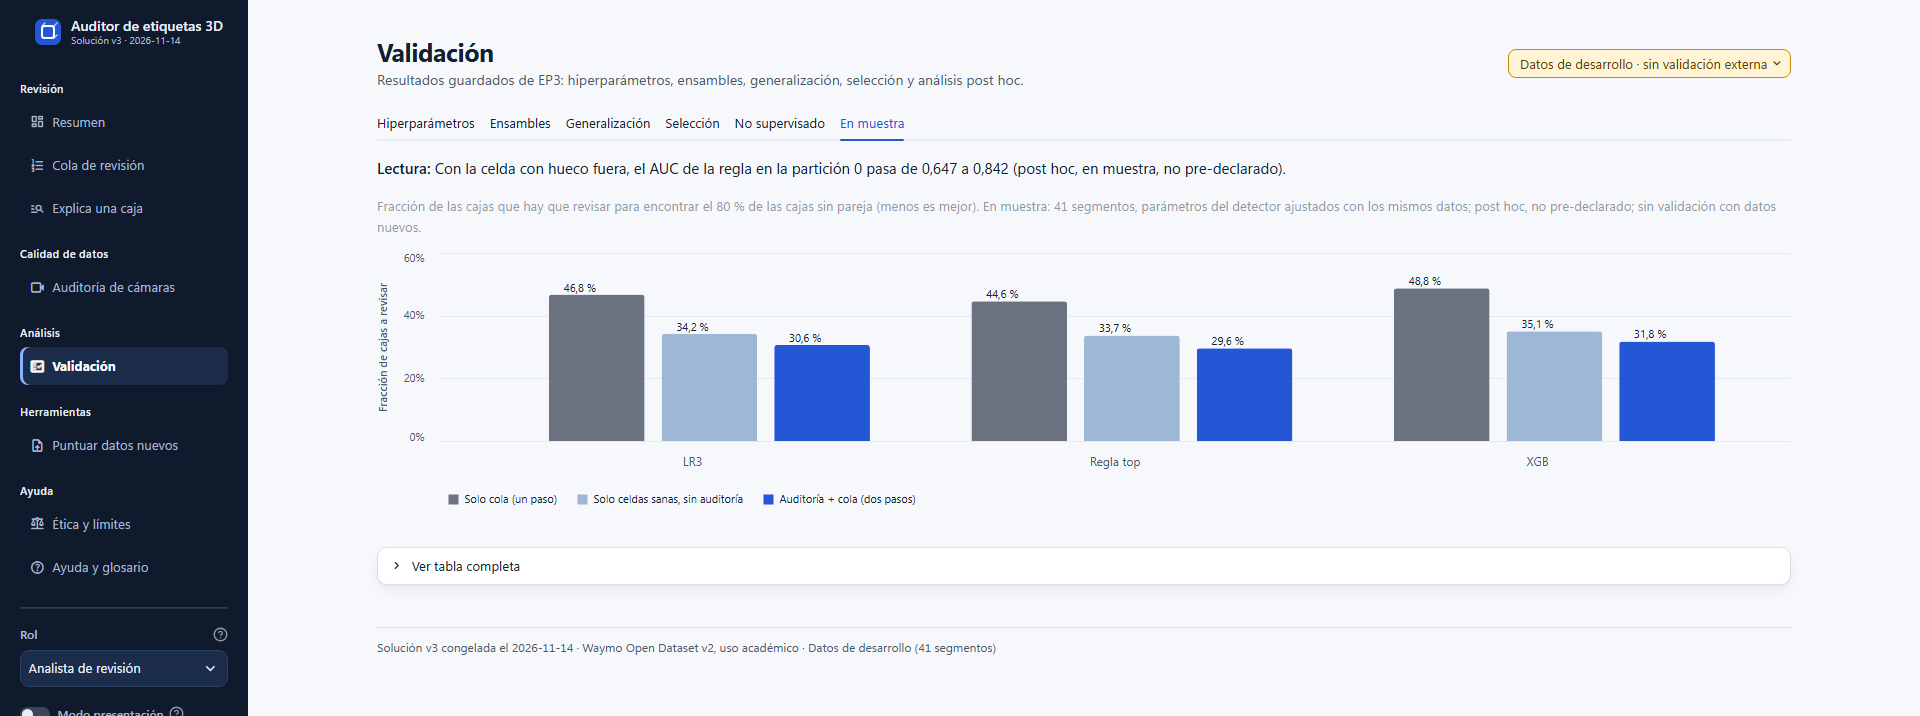 Auditor de etiquetas 3D
Solución v3 · 2026-11-14
Revisión
Resumen
Cola de revisión
Explica una caja
Calidad de datos
Auditoría de cámaras
Análisis
Validación
Herramientas
Puntuar datos nuevos
Ayuda
Ética y límites
Ayuda y glosario
Rol
Analista de revisión
Modo presentación
Validación
Resultados guardados de EP3: hiperparámetros, ensambles, generalización, selección y análisis post hoc.
Datos de desarrollo · sin validación externa
Hiperparámetros Ensambles Generalización Selección No supervisado En muestra
Lectura: Con la celda con hueco fuera, el AUC de la regla en la partición 0 pasa de 0,647 a 0,842 (post hoc, en muestra, no pre-declarado).
Fracción de las cajas que hay que revisar para encontrar el 80 % de las cajas sin pareja (menos es mejor). En muestra: 41 segmentos, parámetros del detector ajustados con los mismos datos; post hoc, no pre-declarado; sin validación con datos
nuevos.
Fracción de cajas a revisar
60%
40%
20%
0%
46,8 %
34,2 %
30,6 %
44,6 %
33,7 %
29,6 %
48,8 %
35,1 %
31,8 %
LR3
Regla top
XGB
Solo cola (un paso) Solo celdas sanas, sin auditoría Auditoría + cola (dos pasos)
Ver tabla completa
Solución v3 congelada el 2026-11-14 · Waymo Open Dataset v2, uso académico · Datos de desarrollo (41 segmentos)